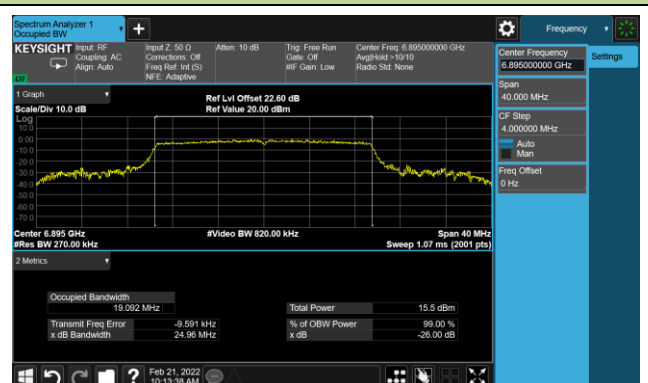 Spectrum Analyzer 1
Occupied BW
+
Frequency
KEYSIGHT
Input: RF
Coupling: AC
Align: Auto
Input Z: 50 Ω
Corrections: Off
Freq Ref: Int (S)
NFE: Adaptive
Atten: 10 dB
Trig: Free Run
Gate: Off
#IF Gain: Low
Center Freq: 6.895000000 GHz
Avg|Hold:>10/10
Radio Std: None
LXI
Center Frequency
6.895000000 GHz
Settings
Span
40.000 MHz
CF Step
4.000000 MHz
Auto
Man
Freq Offset
0 Hz
1 Graph
Scale/Div 10.0 dB
Ref Lvl Offset 22.60 dB
Ref Value 20.00 dBm
Log
10.0
0.00
-10.0
-20.0
-30.0
-40.0
-50.0
-60.0
-70.0
Center 6.895 GHz
#Res BW 270.00 kHz
#Video BW 820.00 kHz
Span 40 MHz
Sweep 1.07 ms (2001 pts)
2 Metrics
Occupied Bandwidth
19.092 MHz
Total Power 15.5 dBm
Transmit Freq Error -9.591 kHz
% of OBW Power 99.00 %
x dB Bandwidth 24.96 MHz
x dB -26.00 dB
?
Feb 21, 2022
10:13:38 AM